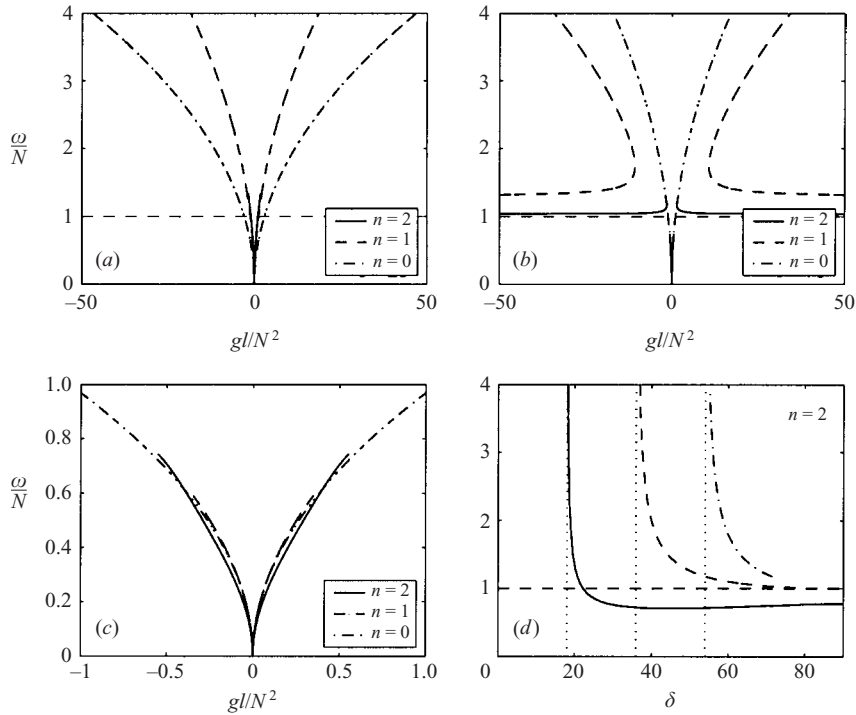 4
3
2
1
0
ω/N
–50
0
50
gl/N²
(a)
n = 2
n = 1
n = 0
4
3
2
1
0
–50
0
50
gl/N²
(b)
n = 2
n = 1
n = 0
1.0
0.8
0.6
0.4
0.2
0
ω/N
–1
–0.5
0
0.5
1.0
gl/N²
(c)
n = 2
n = 1
n = 0
4
3
2
1
0
20
40
60
80
δ
(d)
n = 2